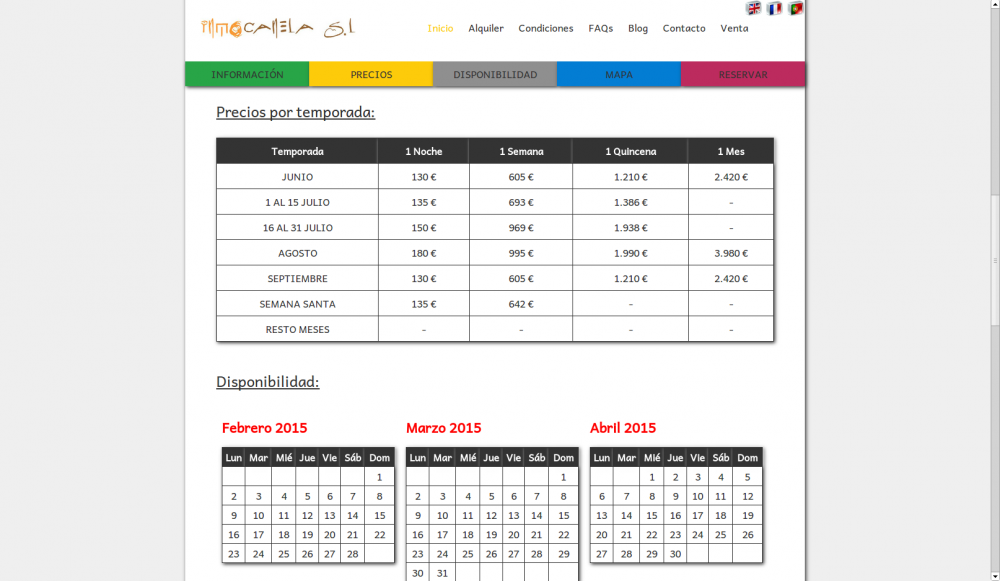 INMOCANELA S.L
Inicio Alquiler Condiciones FAQs Blog Contacto Venta
INFORMACIÓN PRECIOS DISPONIBILIDAD MAPA RESERVAR
Precios por temporada:
Temporada 1 Noche 1 Semana 1 Quincena 1 Mes
JUNIO 130 € 605 € 1.210 € 2.420 €
1 AL 15 JULIO 135 € 693 € 1.386 € -
16 AL 31 JULIO 150 € 969 € 1.938 € -
AGOSTO 180 € 995 € 1.990 € 3.980 €
SEPTIEMBRE 130 € 605 € 1.210 € 2.420 €
SEMANA SANTA 135 € 642 € - -
RESTO MESES - - - -
Disponibilidad:
Febrero 2015 Marzo 2015 Abril 2015
Lun Mar Mié Jue Vie Sáb Dom Lun Mar Mié Jue Vie Sáb Dom Lun Mar Mié Jue Vie Sáb Dom
1 1 1 2 3 4 5
2 3 4 5 6 7 8 2 3 4 5 6 7 8 6 7 8 9 10 11 12
9 10 11 12 13 14 15 9 10 11 12 13 14 15 13 14 15 16 17 18 19
16 17 18 19 20 21 22 16 17 18 19 20 21 22 20 21 22 23 24 25 26
23 24 25 26 27 28 23 24 25 26 27 28 29 27 28 29 30
30 31